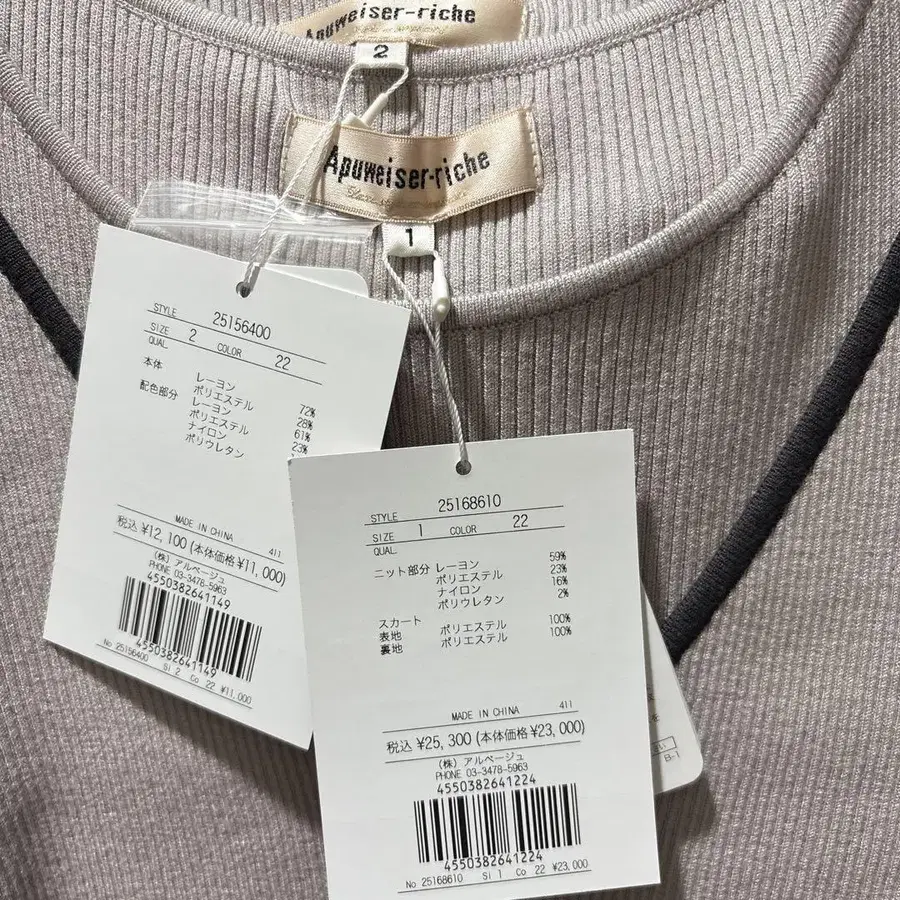 Apuweiser-riche
2
Apuweiser-riche
1
STYLE 25156400
SIZE 2 COLOR 22
QUAL
本体 レーヨン 72%
ポリエステル 28%
配色部分 レーヨン 61%
ポリエステル 23%
ナイロン
ポリウレタン
MADE IN CHINA 411
税込 ¥12,100 (本体価格 ¥11,000)
(株) アルページュ
PHONE 03-3478-5963
4550382641149
4550382641149
No 25156400 Si 2 Co 22 ¥11,000
STYLE 25168610
SIZE 1 COLOR 22
QUAL
ニット部分 レーヨン 59%
ポリエステル 23%
ナイロン 16%
ポリウレタン 2%
スカート
表地 ポリエステル 100%
裏地 ポリエステル 100%
MADE IN CHINA 411
税込 ¥25,300 (本体価格 ¥23,000)
(株) アルページュ
PHONE 03-3478-5963
4550382641224
4550382641224
No 25168610 Si 1 Co 22 ¥23,000
を
い
B-1